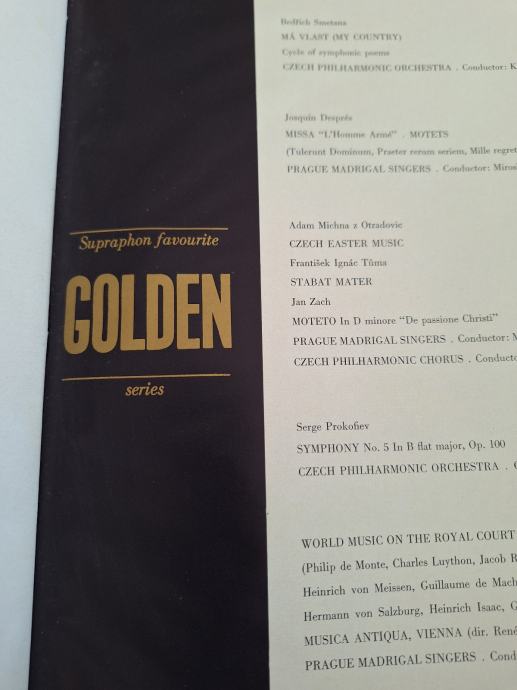 Supraphon favourite
GOLDEN
series
Bedřich Smetana
MÁ VLAST (MY COUNTRY)
Cycle of symphonic poems
CZECH PHILHARMONIC ORCHESTRA . Conductor: K
Josquin Després
MISSA "L'Homme Armé" . MOTETS
(Tulerunt Dominum, Praeter rerum seriem, Mille regret
PRAGUE MADRIGAL SINGERS . Conductor: Miros
Adam Michna z Otradovic
CZECH EASTER MUSIC
František Ignác Tůma
STABAT MATER
Jan Zach
MOTETO In D minore "De passione Christi"
PRAGUE MADRIGAL SINGERS . Conductor: M
CZECH PHILHARMONIC CHORUS . Conducto
Serge Prokofiev
SYMPHONY No. 5 In B flat major, Op. 100
CZECH PHILHARMONIC ORCHESTRA .
WORLD MUSIC ON THE ROYAL COURT
(Philip de Monte, Charles Luython, Jacob R
Heinrich von Meissen, Guillaume de Mach
Hermann von Salzburg, Heinrich Isaac, G
MUSICA ANTIQUA, VIENNA (dir. René
PRAGUE MADRIGAL SINGERS . Cond